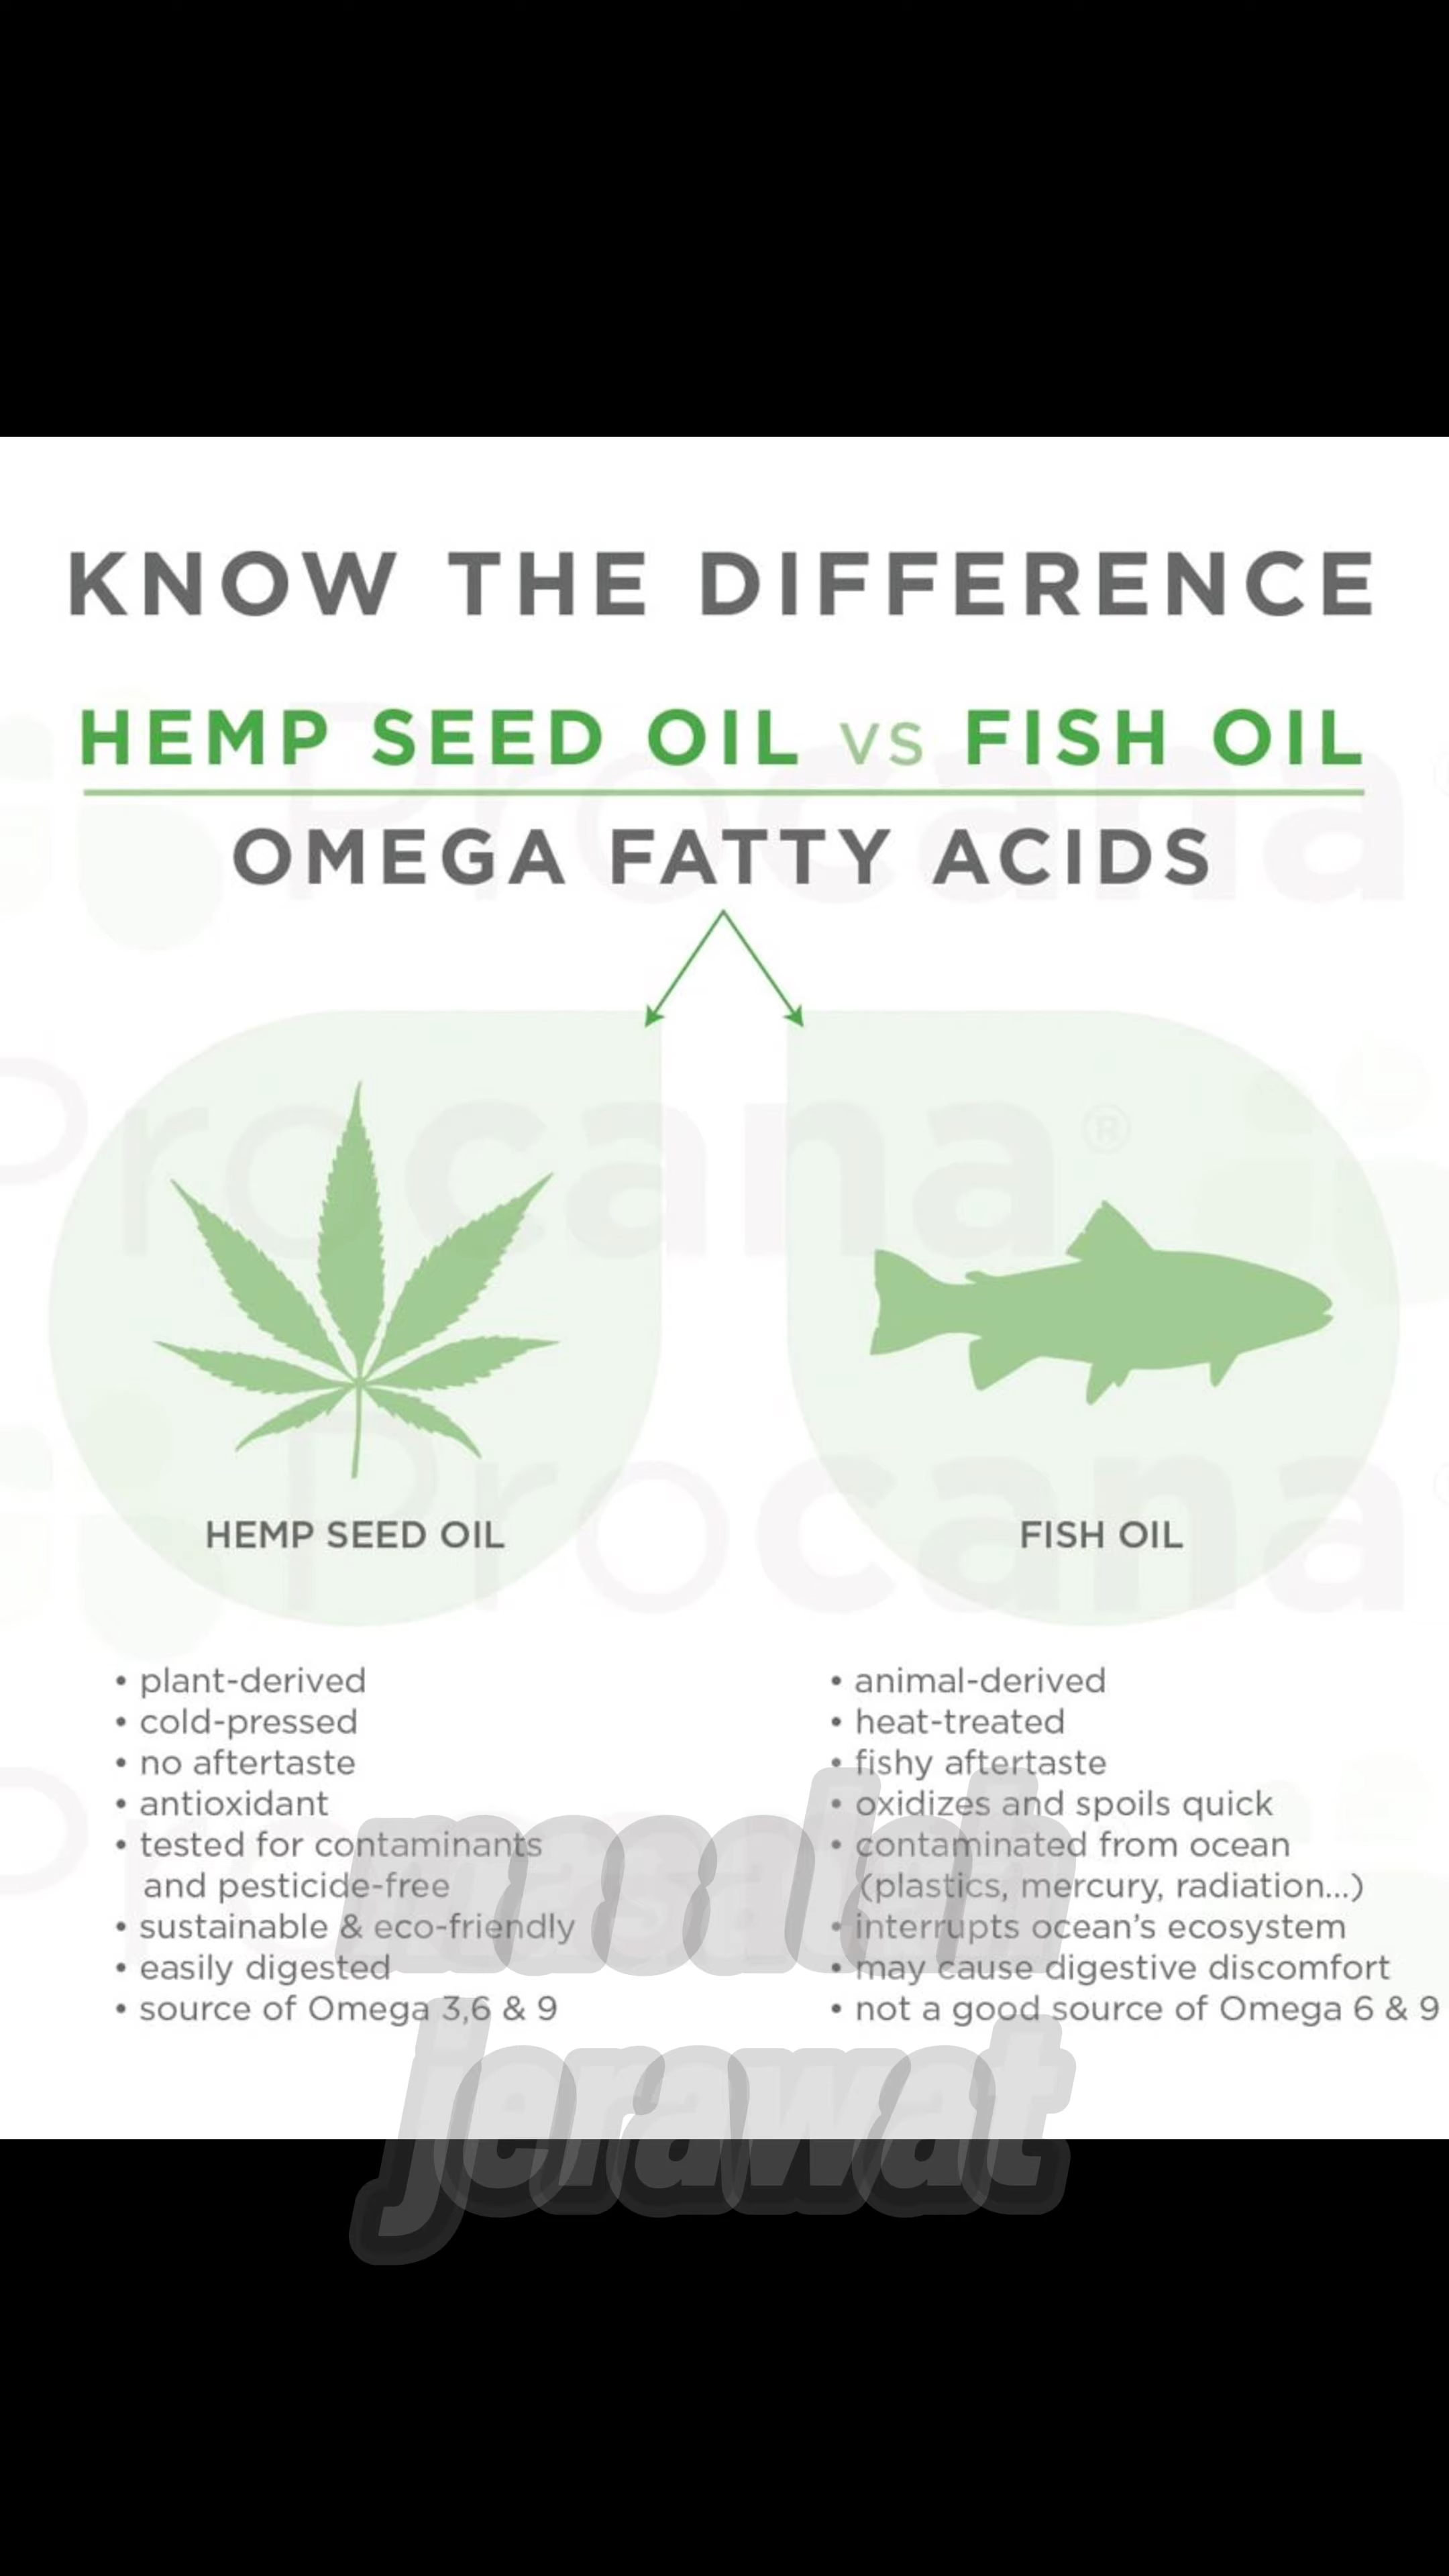 KNOW THE DIFFERENCE
HEMP SEED OIL VS FISH OIL
OMEGA FATTY ACIDS
Procana
Procana®
Procana
HEMP SEED OIL
FISH OIL
• plant-derived
• cold-pressed
• no aftertaste
• antioxidant
• tested for contaminants
and pesticide-free
• sustainable & eco-friendly
• easily digested
• source of Omega 3,6 & 9
• animal-derived
• heat-treated
• fishy aftertaste
• oxidizes and spoils quick
• contaminated from ocean
(plastics, mercury, radiation...)
• interrupts ocean’s ecosystem
• may cause digestive discomfort
• not a good source of Omega 6 & 9
masalah
jerawat